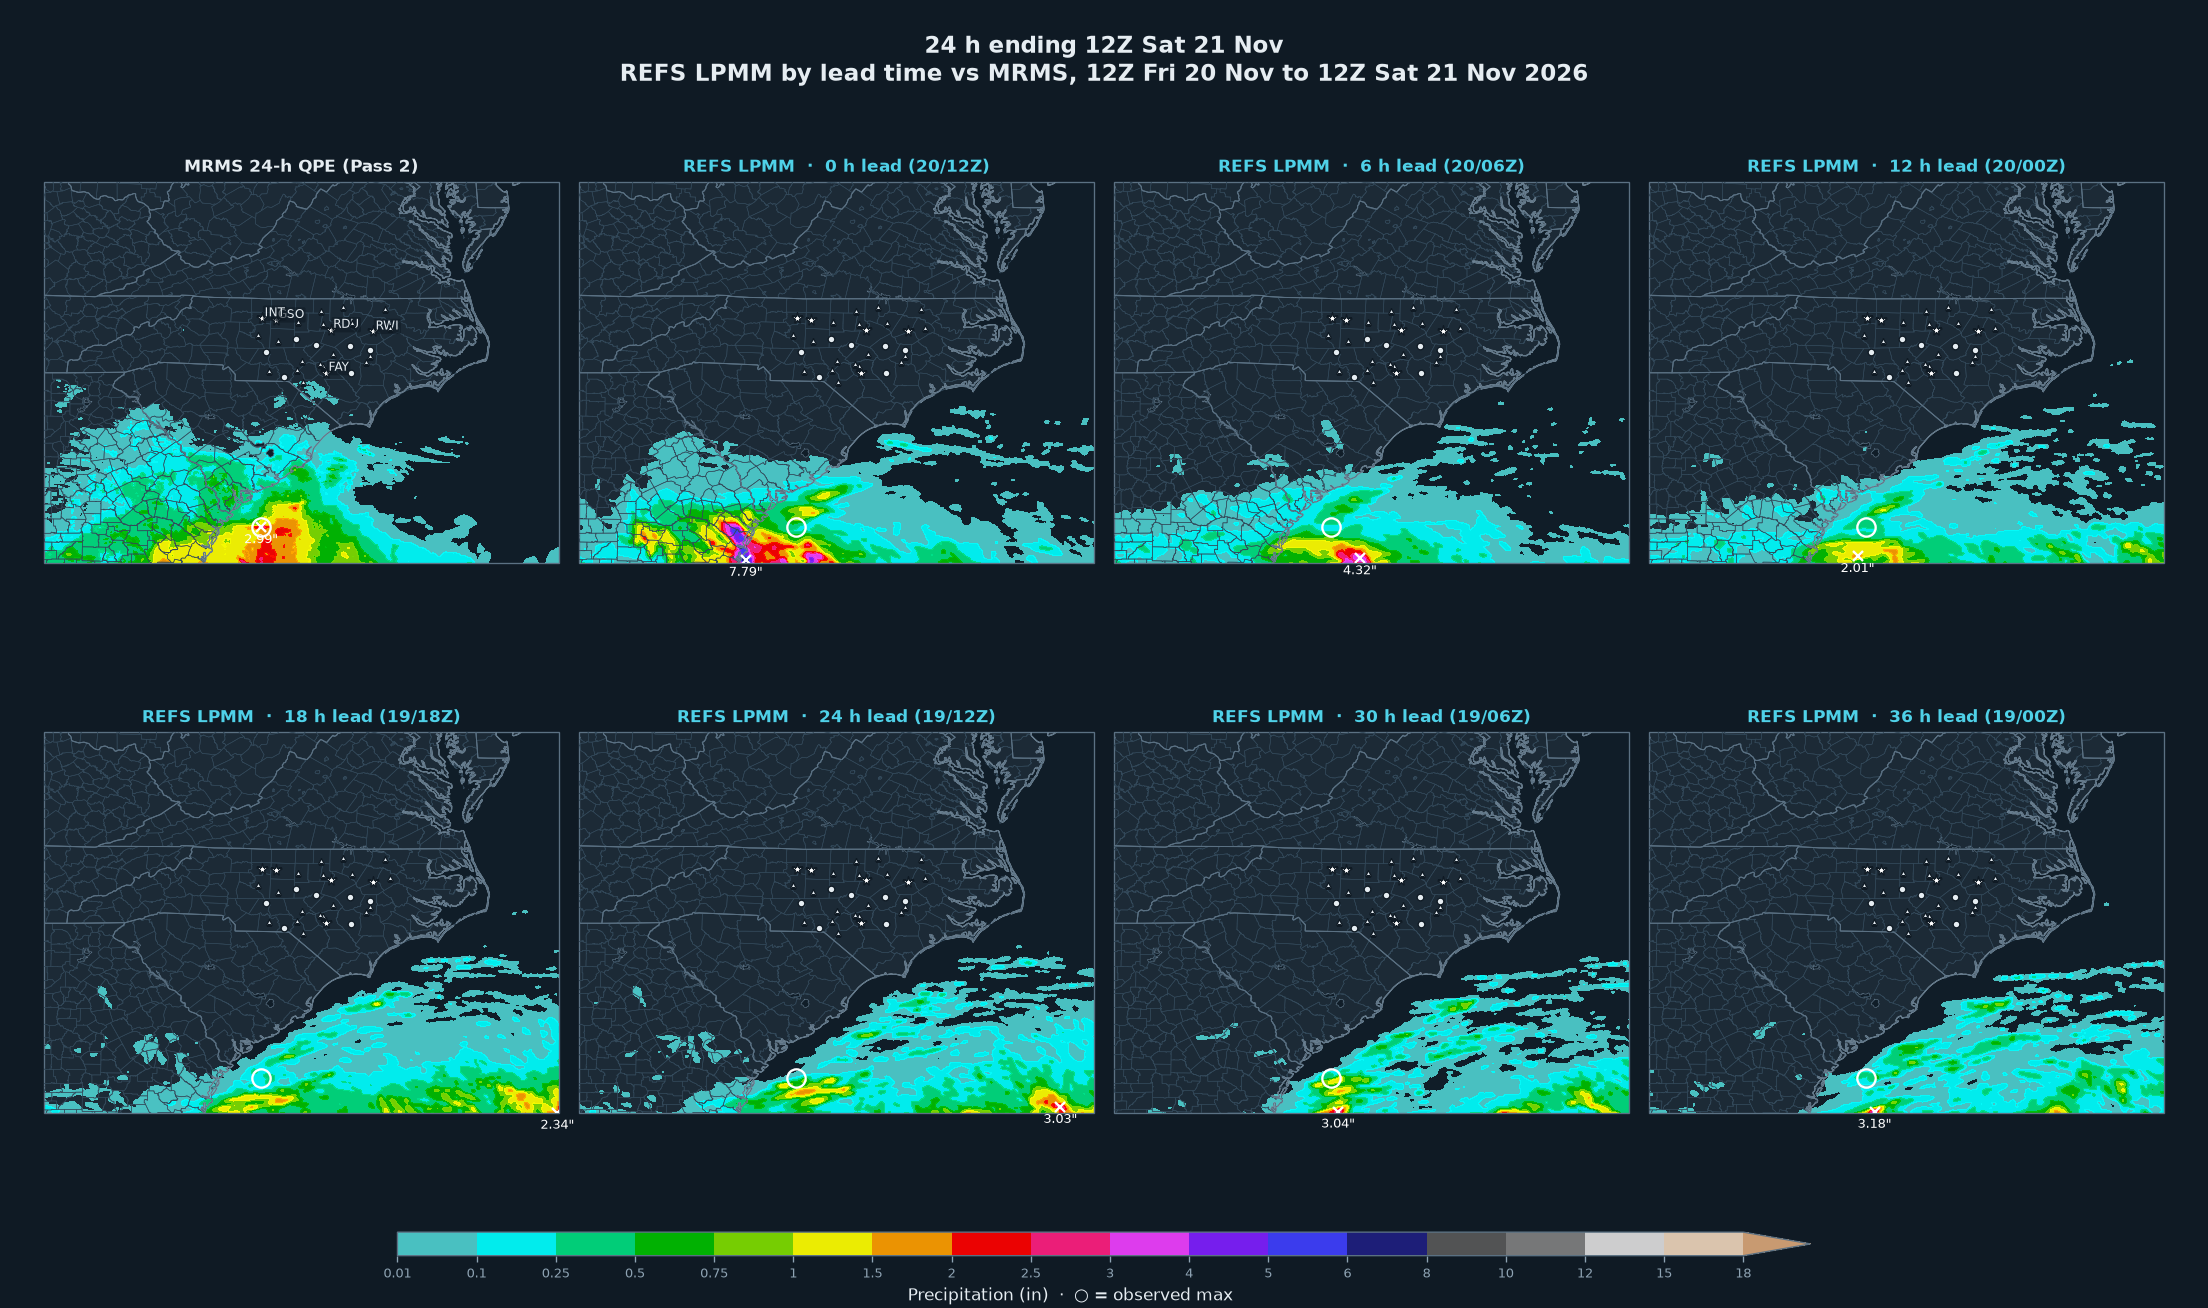 24 h ending 12Z Sat 21 Nov
REFS LPMM by lead time vs MRMS, 12Z Fri 20 Nov to 12Z Sat 21 Nov 2026
MRMS 24-h QPE (Pass 2)
REFS LPMM · 0 h lead (20/12Z)
REFS LPMM · 6 h lead (20/06Z)
REFS LPMM · 12 h lead (20/00Z)
INT
SO
RDU
RWI
FAY
2.99"
7.79"
4.32"
2.01"
REFS LPMM · 18 h lead (19/18Z)
REFS LPMM · 24 h lead (19/12Z)
REFS LPMM · 30 h lead (19/06Z)
REFS LPMM · 36 h lead (19/00Z)
2.34"
3.03"
3.04"
3.18"
0.01 0.1 0.25 0.5 0.75 1 1.5 2 2.5 3 4 5 6 8 10 12 15 18
Precipitation (in) · ○ = observed max